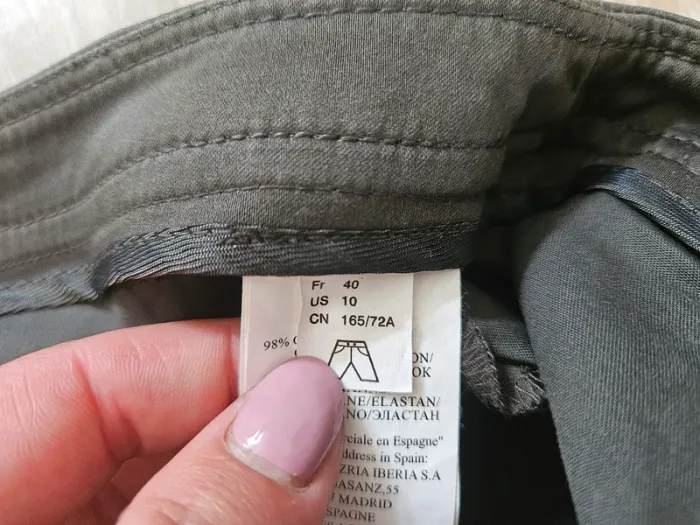 Fr 40
US 10
CN 165/72A
98%
ON/
OK
NE/ELASTAN/
NO/ЭЛАСТАН
ciale en Espagne"
ddress in Spain:
ZRIA IBERIA S.A
ASANZ,55
MADRID
SPAGNE